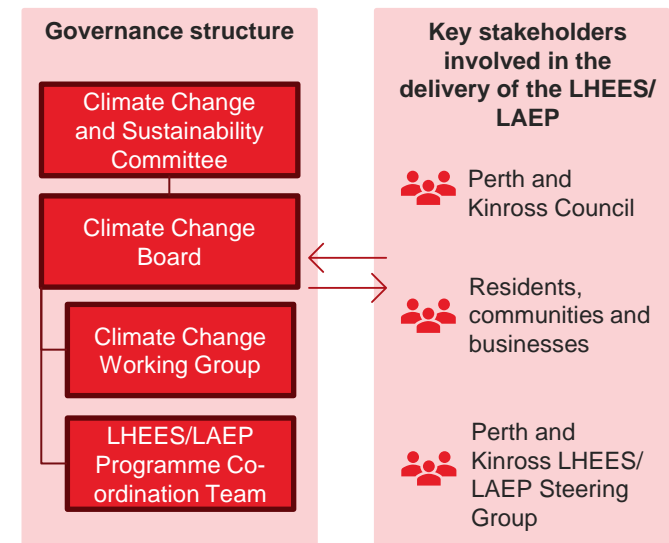 Governance structure
Climate Change
and Sustainability
Committee
Climate Change
Board
Climate Change
Working Group
LHEES/LAEP
Programme Co-
ordination Team
Key stakeholders
involved in the
delivery of the LHEES/
LAEP
Perth and
Kinross Council
Residents,
communities and
businesses
Perth and
Kinross LHEES/
LAEP Steering
Group